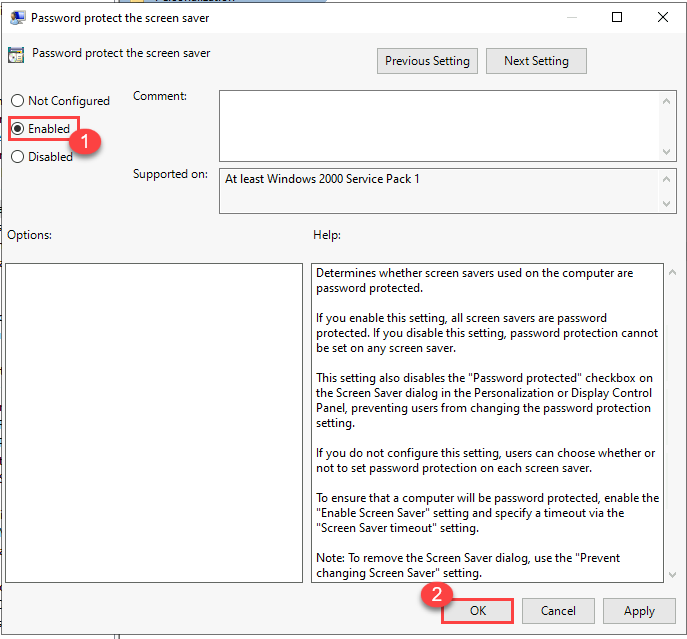 Personalization
Password protect the screen saver
Password protect the screen saver
Previous Setting
Next Setting
Not Configured
Comment:
Enabled
1
Disabled
Supported on:
At least Windows 2000 Service Pack 1
Options:
Help:
Determines whether screen savers used on the computer are
password protected.
If you enable this setting, all screen savers are password
protected. If you disable this setting, password protection cannot
be set on any screen saver.
This setting also disables the "Password protected" checkbox on
the Screen Saver dialog in the Personalization or Display Control
Panel, preventing users from changing the password protection
setting.
If you do not configure this setting, users can choose whether or
not to set password protection on each screen saver.
To ensure that a computer will be password protected, enable the
"Enable Screen Saver" setting and specify a timeout via the
"Screen Saver timeout" setting.
Note: To remove the Screen Saver dialog, use the "Prevent
changing Screen Saver" setting.
2
OK
Cancel
Apply